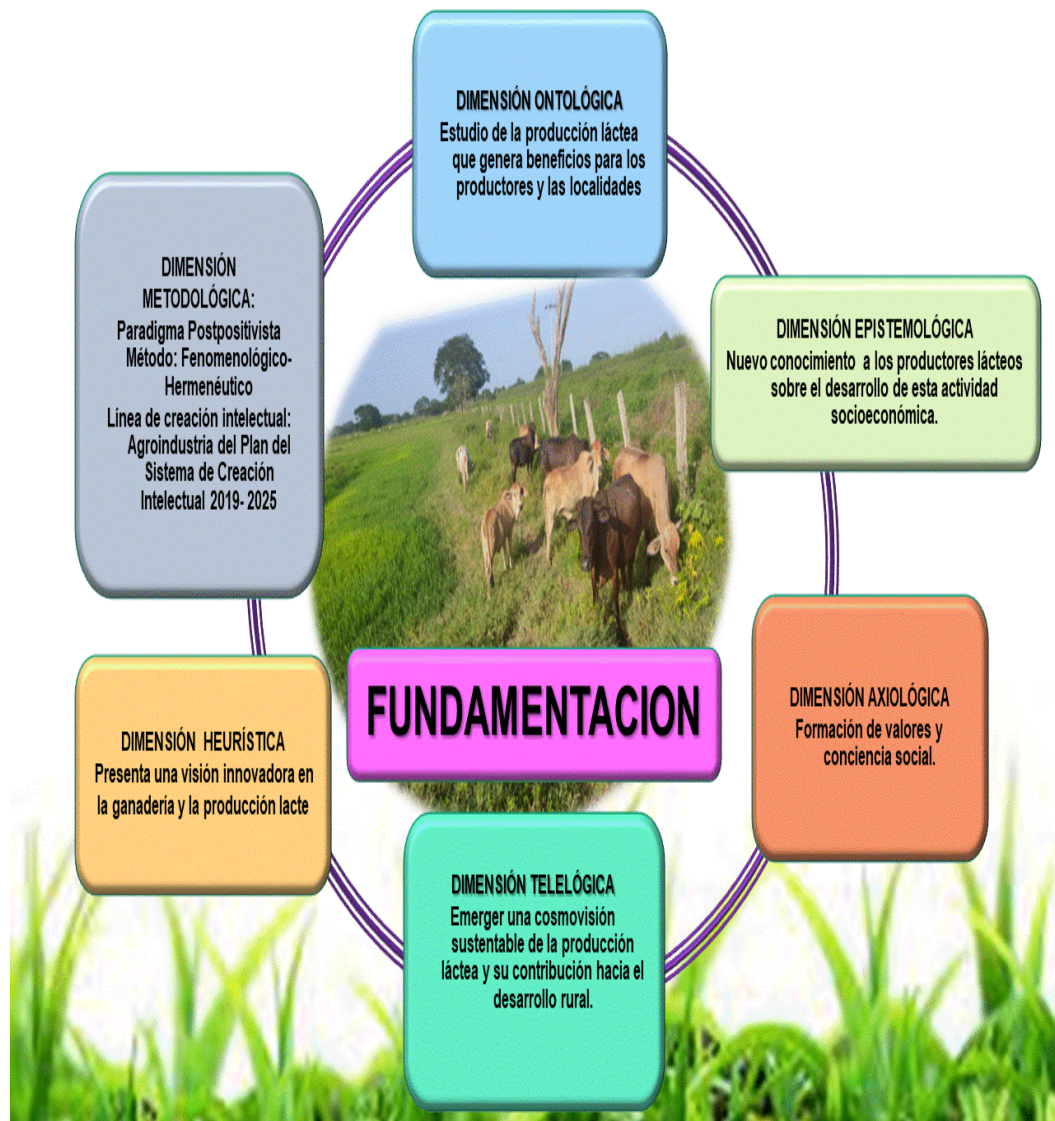 DIMENSIÓN ONTOLÓGICA
Estudio de la producción láctea
que genera beneficios para los
productores y las localidades
DIMENSIÓN EPISTEMOLÓGICA
Nuevo conocimiento a los productores lácteos
sobre el desarrollo de esta actividad
socioeconómica.
DIMENSIÓN AXIOLÓGICA
Formación de valores y
conciencia social.
DIMENSIÓN TELELÓGICA
Emerger una cosmovisión
sustentable de la producción
láctea y su contribución hacia el
desarrollo rural.
DIMENSIÓN HEURÍSTICA
Presenta una visión innovadora en
la ganadería y la producción lacte
DIMENSIÓN
METODOLÓGICA:
Paradigma Postpositivista
Método: Fenomenológico-
Hermenéutico
Línea de creación intelectual:
Agroindustria del Plan del
Sistema de Creación
Intelectual 2019- 2025
FUNDAMENTACION